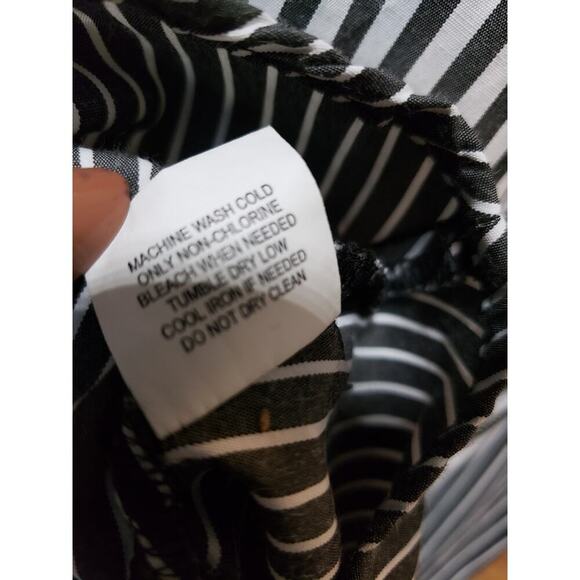 MACHINE WASH COLD
ONLY NON-CHLORINE
BLEACH WHEN NEEDED
TUMBLE DRY LOW
COOL IRON IF NEEDED
DO NOT DRY CLEAN